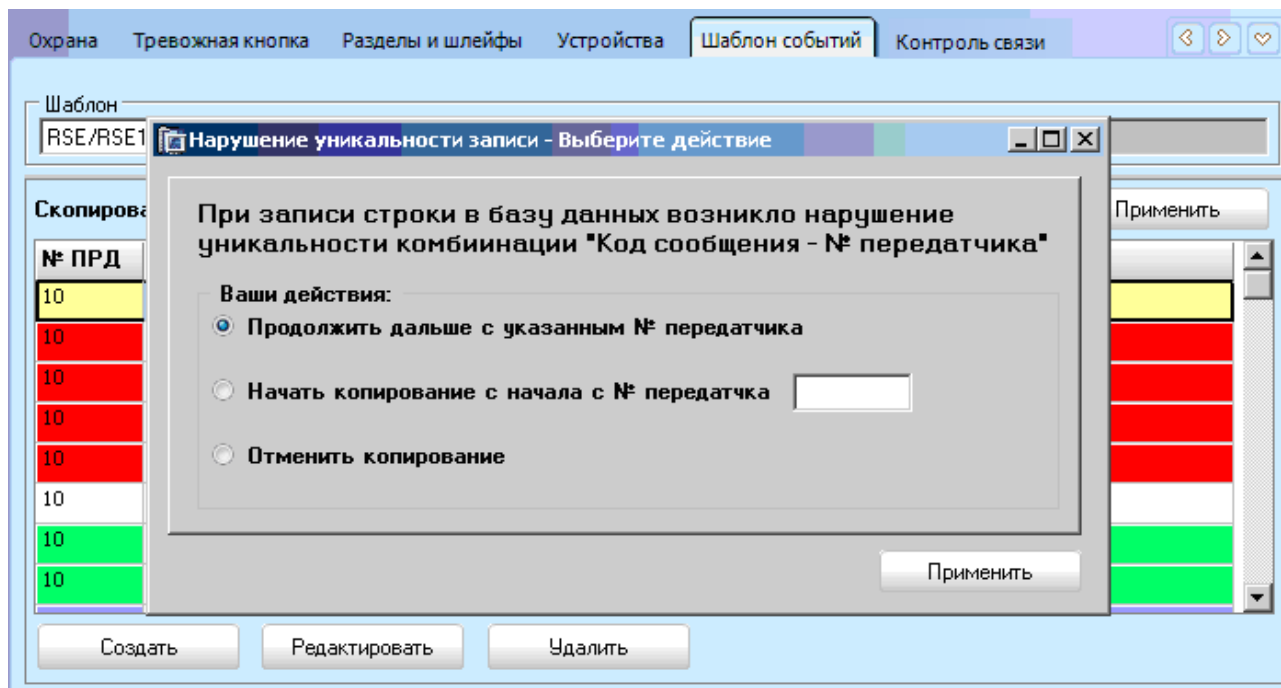 Охрана Тревожная кнопка Разделы и шлейфы Устройства Шаблон событий Контроль связи
Шаблон
RSE/RSE1
Нарушение уникальности записи - Выберите действие
При записи строки в базу данных возникло нарушение
уникальности комбиинации "Код сообщения - № передатчика"
Скопирова
Применить
№ ПРД
Ваши действия:
10
Продолжить дальше с указанным № передатчика
10
10
Начать копирование с начала с № передатчка
10
10
Отменить копирование
10
10
10
Применить
Создать Редактировать Удалить